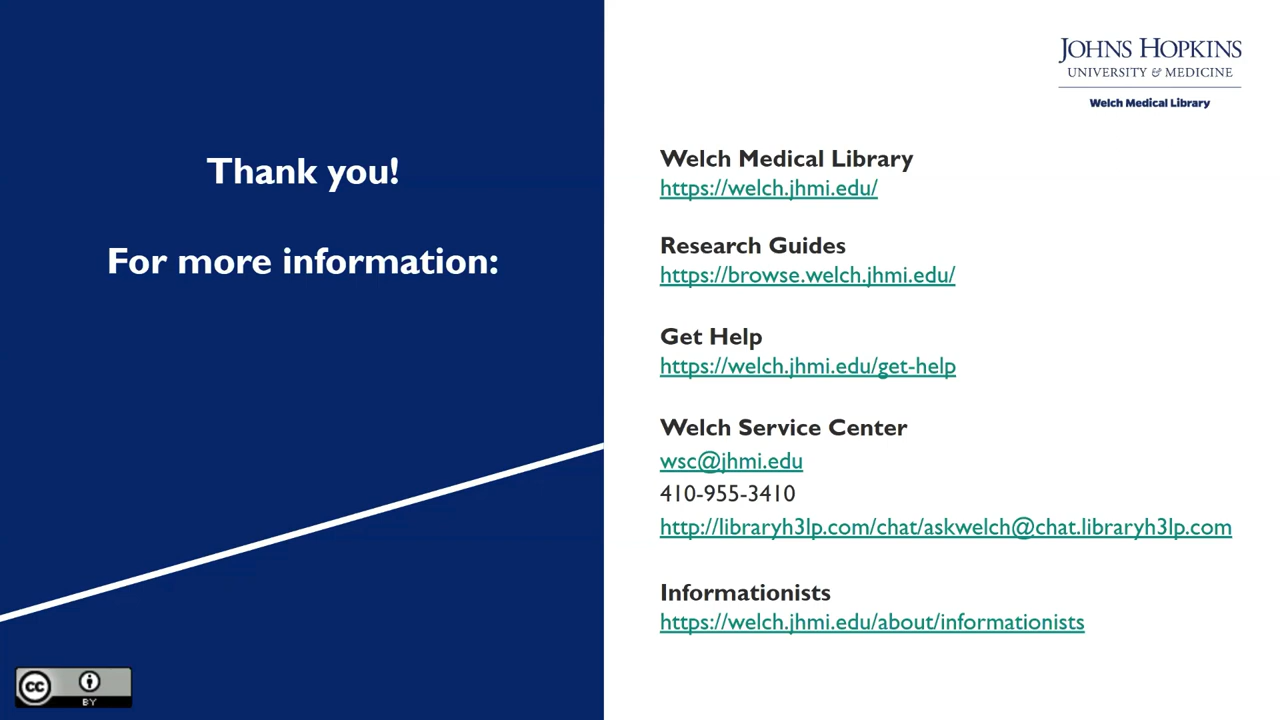 Thank you!
For more information:
JOHNS HOPKINS
UNIVERSITY & MEDICINE
Welch Medical Library
Welch Medical Library
https://welch.jhmi.edu/
Research Guides
https://browse.welch.jhmi.edu/
Get Help
https://welch.jhmi.edu/get-help
Welch Service Center
wsc@jhmi.edu
410-955-3410
http://libraryh3lp.com/chat/askwelch@chat.libraryh3lp.com
Informationists
https://welch.jhmi.edu/about/informationists
cc
BY